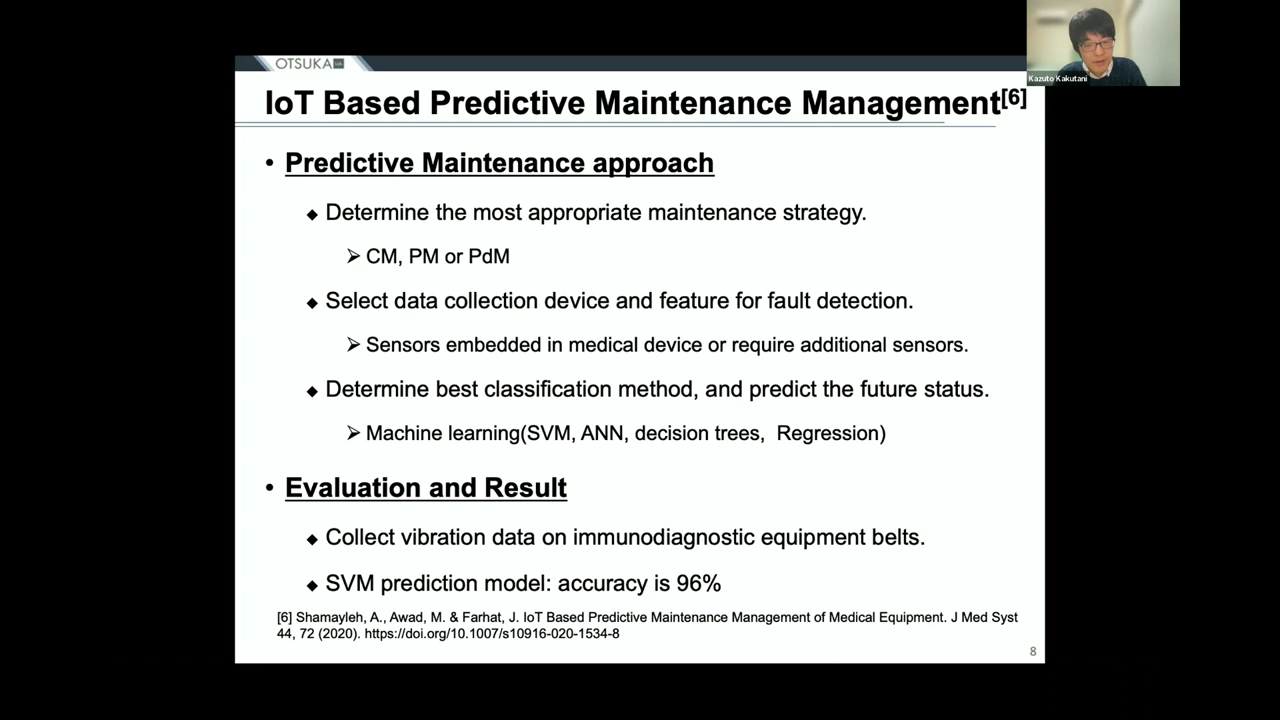 OTSUKA
Kazuto Kakutani
IoT Based Predictive Maintenance Management[6]
• Predictive Maintenance approach
◆ Determine the most appropriate maintenance strategy.
➢ CM, PM or PdM
◆ Select data collection device and feature for fault detection.
➢ Sensors embedded in medical device or require additional sensors.
◆ Determine best classification method, and predict the future status.
➢ Machine learning(SVM, ANN, decision trees,  Regression)
• Evaluation and Result
◆ Collect vibration data on immunodiagnostic equipment belts.
◆ SVM prediction model: accuracy is 96%
[6] Shamayleh, A., Awad, M. & Farhat, J. IoT Based Predictive Maintenance Management of Medical Equipment. J Med Syst
44, 72 (2020). https://doi.org/10.1007/s10916-020-1534-8
8